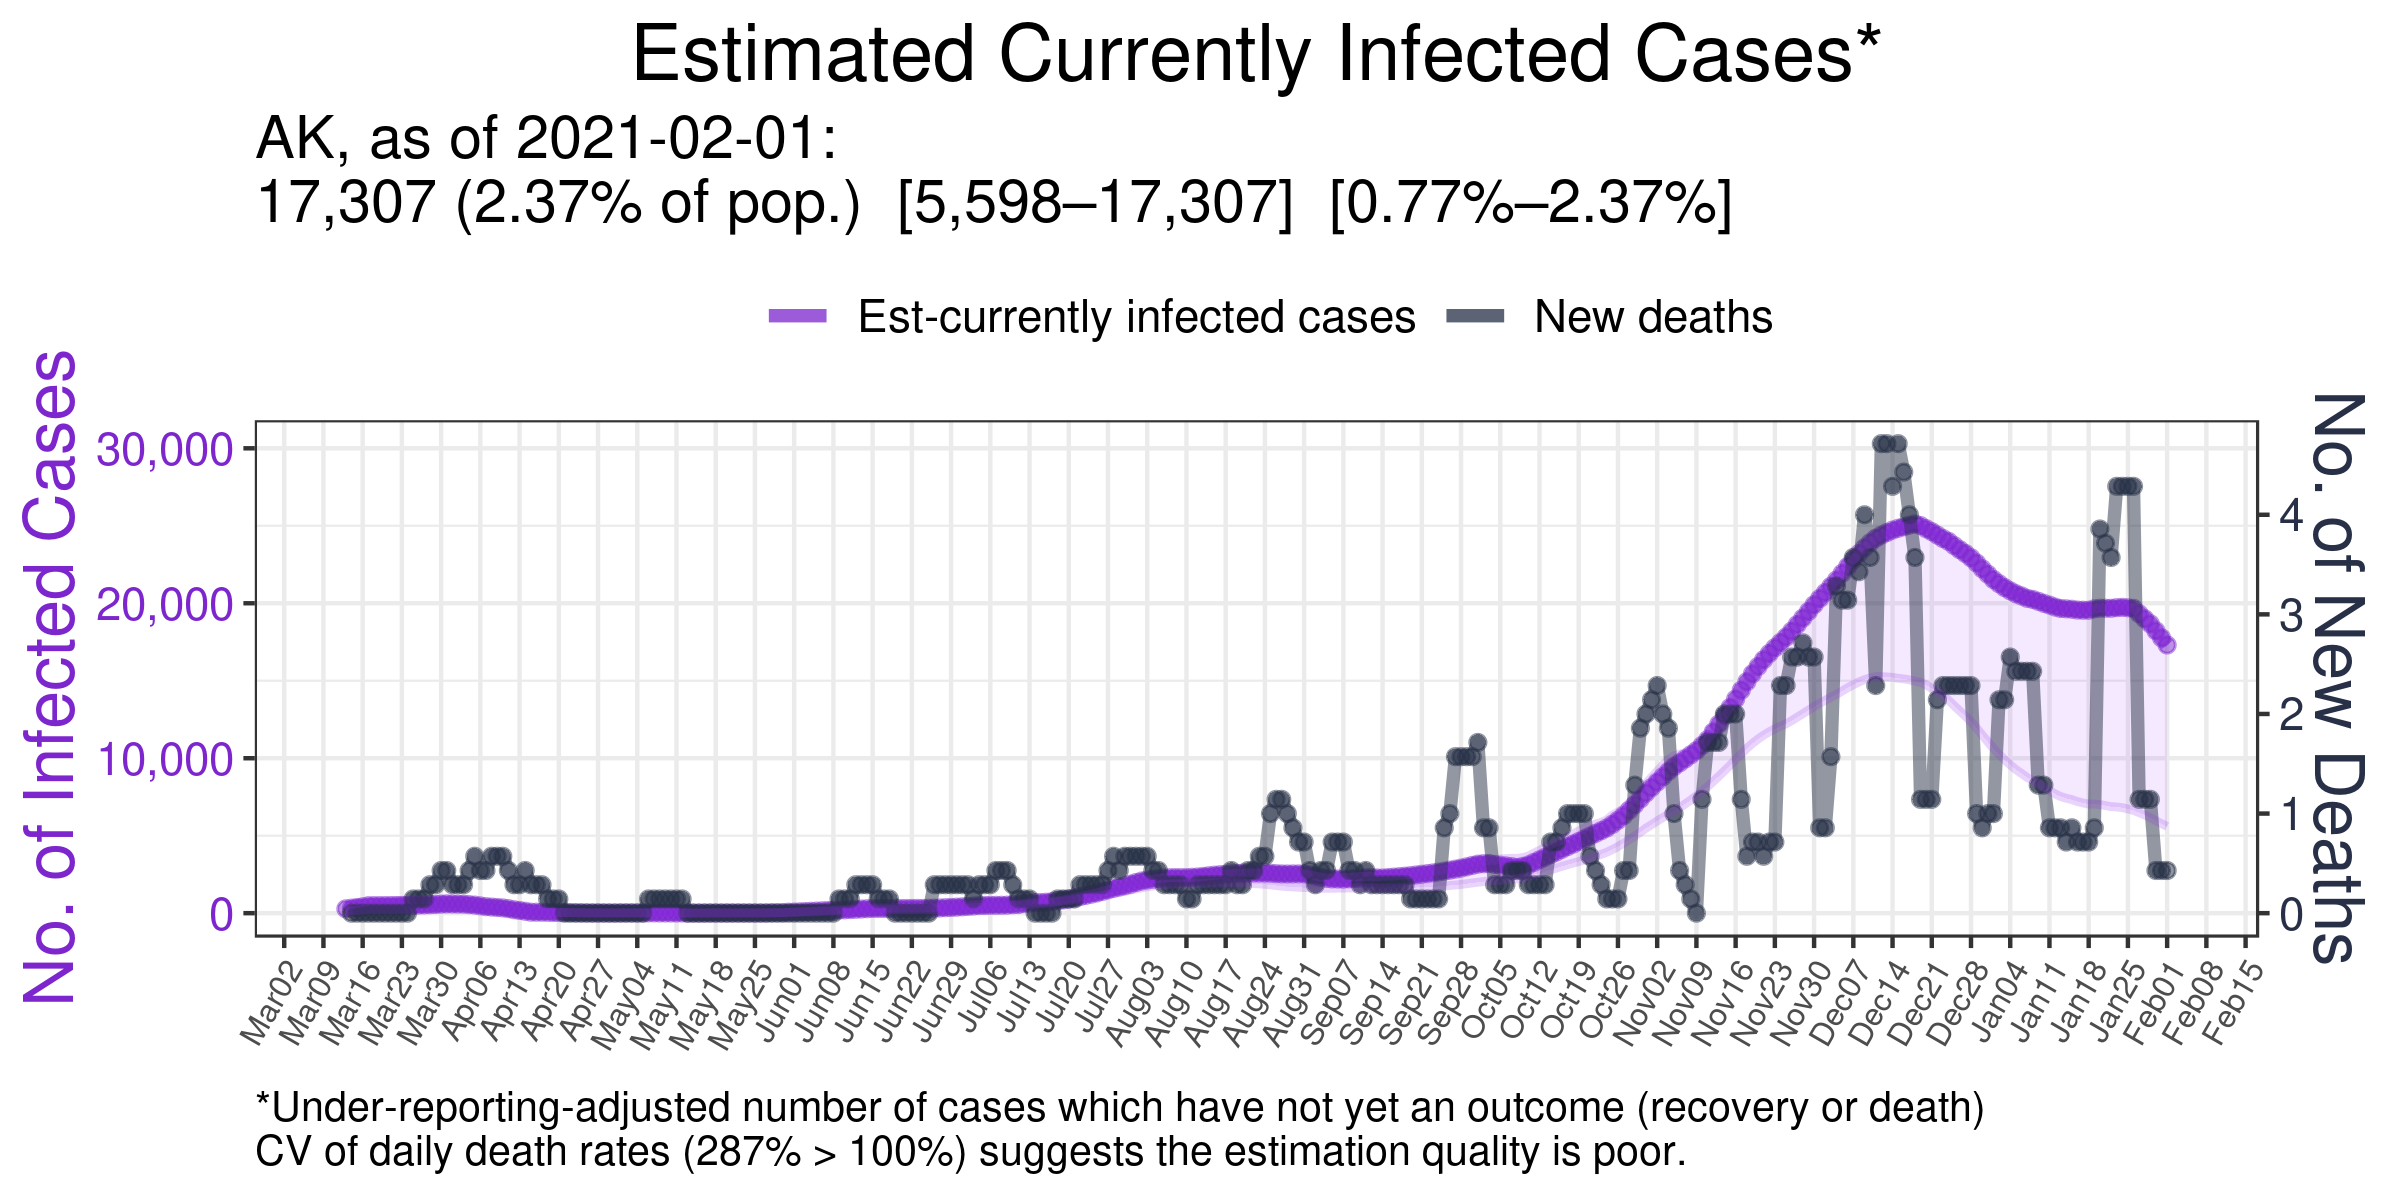 Estimated Currently Infected Cases*
AK, as of 2021-02-01:
17,307 (2.37% of pop.) [5,598–17,307] [0.77%–2.37%]
Est-currently infected cases
New deaths
No. of Infected Cases
30,000
20,000
10,000
0
No. of New Deaths
4
3
2
1
0
Mar02
Mar09
Mar16
Mar23
Mar30
Apr06
Apr13
Apr20
Apr27
May04
May11
May18
May25
Jun01
Jun08
Jun15
Jun22
Jun29
Jul06
Jul13
Jul20
Jul27
Aug03
Aug10
Aug17
Aug24
Aug31
Sep07
Sep14
Sep21
Sep28
Oct05
Oct12
Oct19
Oct26
Nov02
Nov09
Nov16
Nov23
Nov30
Dec07
Dec14
Dec21
Dec28
Jan04
Jan11
Jan18
Jan25
Feb01
Feb08
Feb15
*Under-reporting-adjusted number of cases which have not yet an outcome (recovery or death)
CV of daily death rates (287% > 100%) suggests the estimation quality is poor.